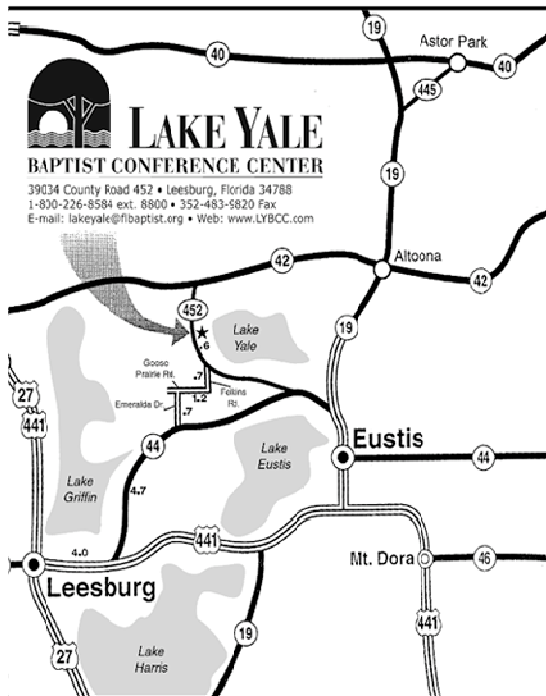 19
Astor Park
40
40
445
LAKE YALE
BAPTIST CONFERENCE CENTER
39034 County Road 452 • Leesburg, Florida 34788
1-800-226-8584 ext. 8800 • 352-483-9820 Fax
E-mail: lakeyale@flbaptist.org • Web: www.LYBCC.com
19
42
Altoona
42
452
19
Lake
Yale
.6
Goose
Prairie Rd.
.7
27
1.2
Felkins
Rd.
Emeralda Dr.
.7
441
44
Eustis
Lake
Eustis
44
Lake
Griffin
4.7
441
4.0
Mt. Dora
46
Leesburg
441
19
27
Lake
Harris